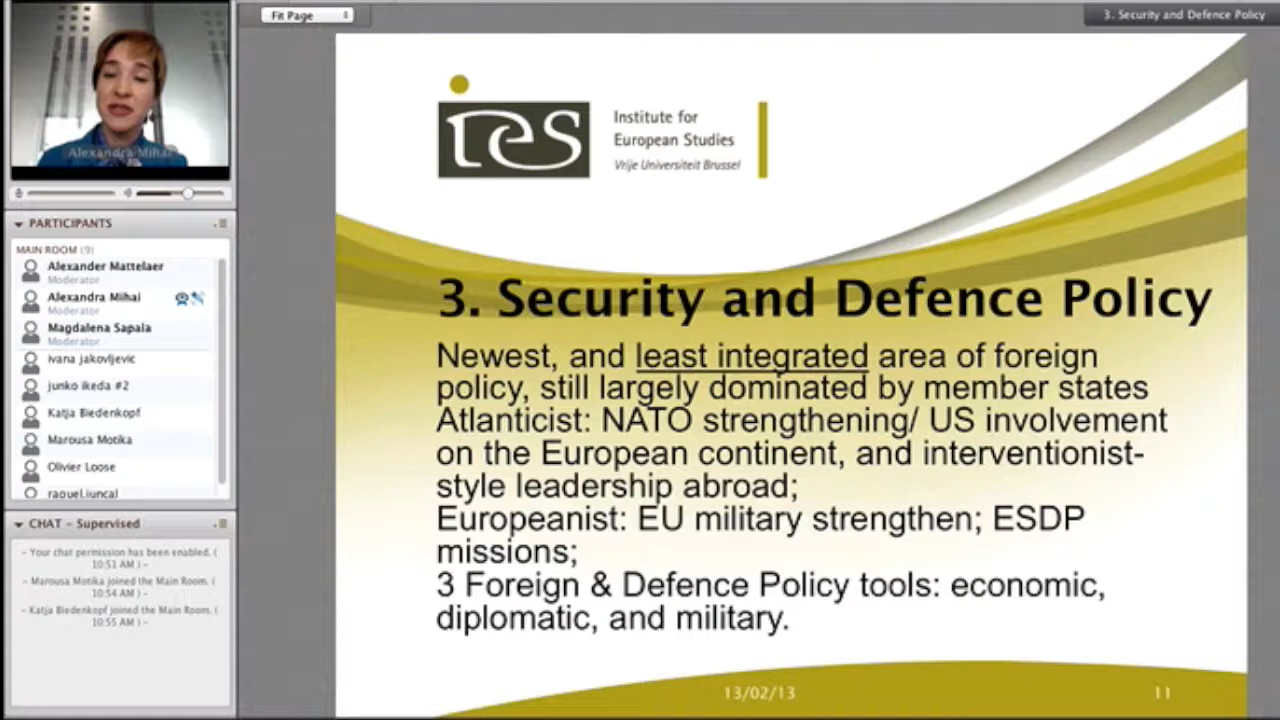 Fit Page
3. Security and Defence Policy
Alexandra Mihai
PARTICIPANTS
MAIN ROOM (9)
Alexander Mattelaer
Moderator
Alexandra Mihai
Moderator
Magdalena Sapala
Moderator
ivana jakovljevic
junko ikeda #2
Katja Biedenkopf
Marousa Motika
Olivier Loose
raquel.juncal
CHAT - Supervised
- Your chat permission has been enabled. (
10:51 AM ) -
- Marousa Motika joined the Main Room. (
10:54 AM ) -
- Katja Biedenkopf joined the Main Room. (
10:55 AM ) -
ies
Institute for
European Studies
Vrije Universiteit Brussel
3. Security and Defence Policy
Newest, and least integrated area of foreign
policy, still largely dominated by member states
Atlanticist: NATO strengthening/ US involvement
on the European continent, and interventionist-
style leadership abroad;
Europeanist: EU military strengthen; ESDP
missions;
3 Foreign & Defence Policy tools: economic,
diplomatic, and military.
13/02/13
11